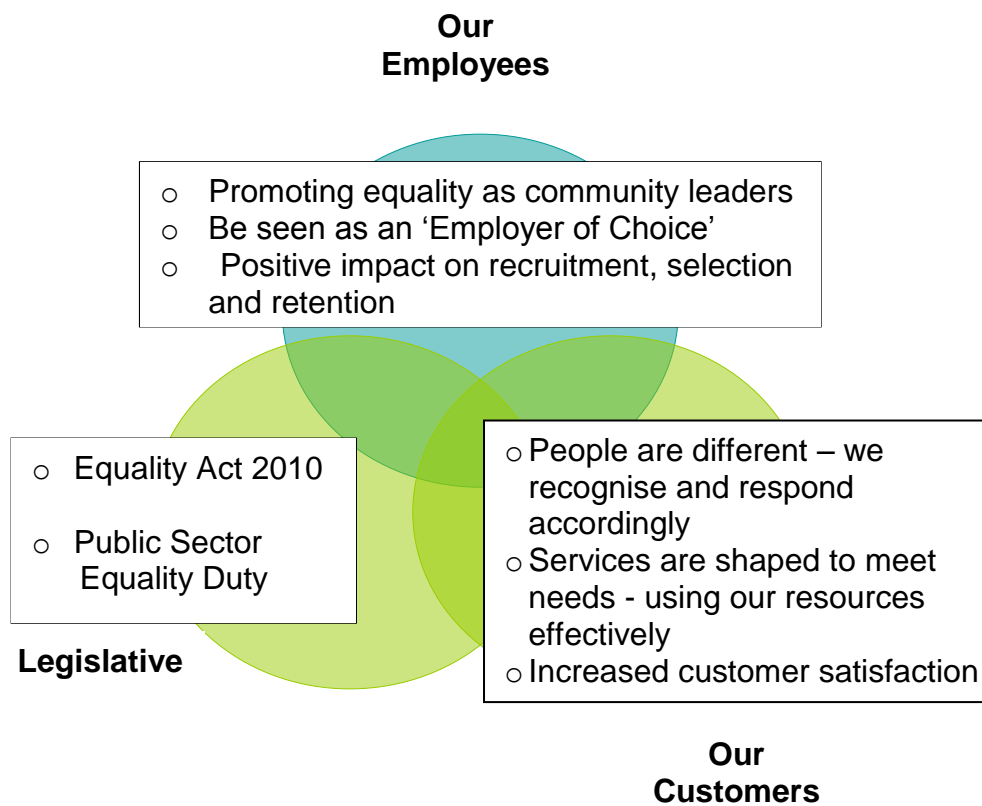 Our
Employees
○ Promoting equality as community leaders
○ Be seen as an ‘Employer of Choice’
○ Positive impact on recruitment, selection
and retention
○ Equality Act 2010
○ Public Sector
Equality Duty
Legislative
○ People are different – we
recognise and respond
accordingly
○ Services are shaped to meet
needs - using our resources
effectively
○ Increased customer satisfaction
Our
Customers